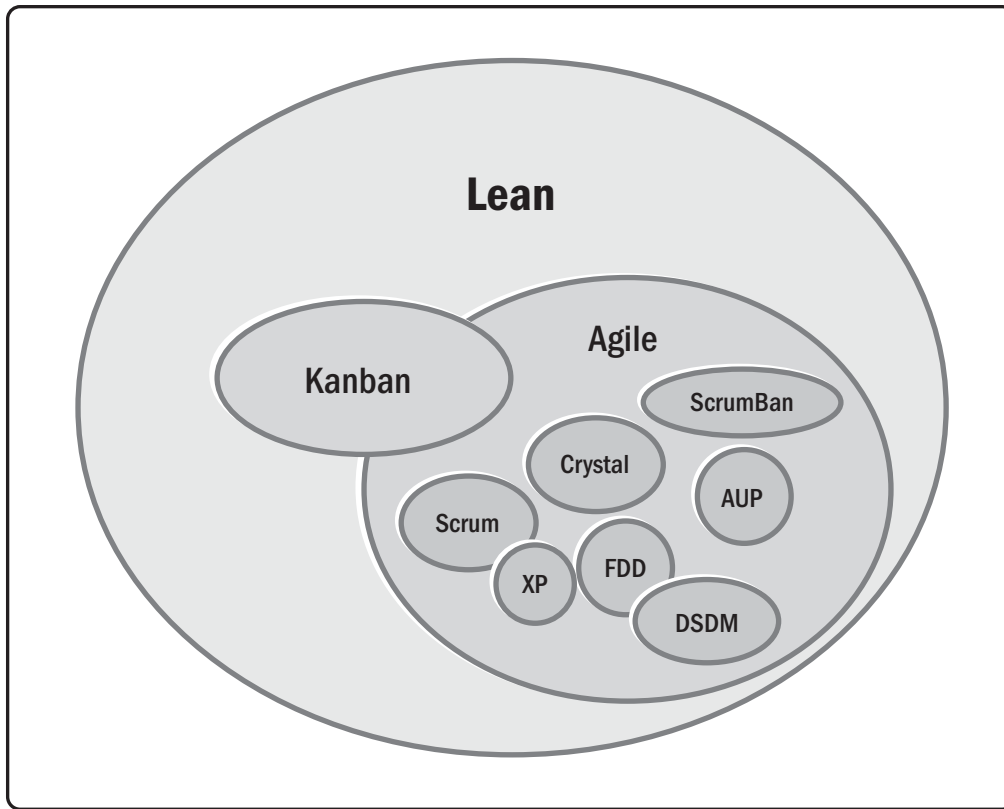 Lean
Agile
Kanban
ScrumBan
Crystal
AUP
Scrum
FDD
XP
DSDM